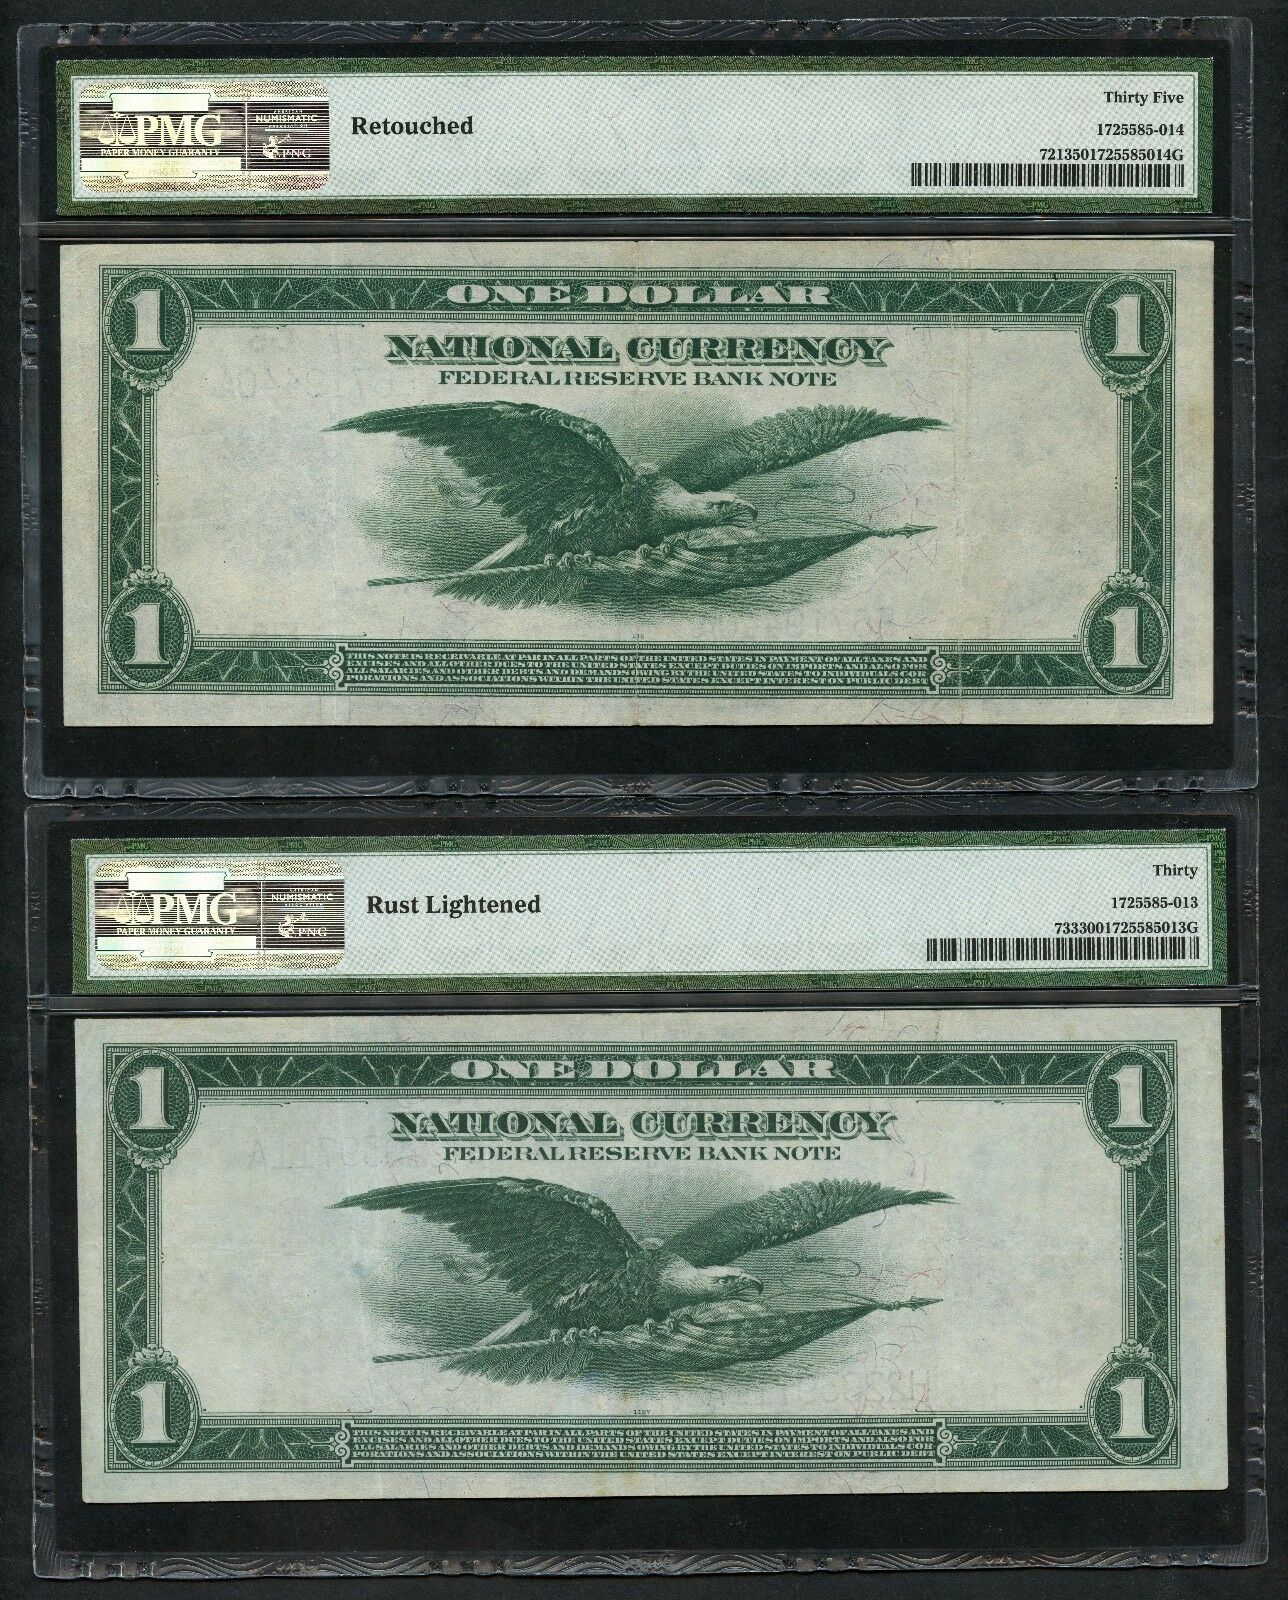 PMG
PAPER MONEY GUARANTY
NUMISMATIC
PNG
Retouched
Thirty Five
1725585-014
7213501725585014G
1
ONE DOLLAR
1
NATIONAL CURRENCY
FEDERAL RESERVE BANK NOTE
1
1
THIS NOTE IS RECEIVABLE AT PAR IN ALL PARTS OF THE UNITED STATES IN PAYMENT OF ALL TAXES AND
EXCISES AND ALL OTHER DUES TO THE UNITED STATES EXCEPT DUTIES ON IMPORTS AND ALSO FOR
ALL SALARIES AND OTHER DEBTS AND DEMANDS OWING BY THE UNITED STATES TO INDIVIDUALS COR
PORATIONS AND ASSOCIATIONS WITHIN THE UNITED STATES EXCEPT INTEREST ON PUBLIC DEBT
PMG
PAPER MONEY GUARANTY
NUMISMATIC
PNG
Rust Lightened
Thirty
1725585-013
7333001725585013G
1
ONE DOLLAR
1
NATIONAL CURRENCY
FEDERAL RESERVE BANK NOTE
1
1
THIS NOTE IS RECEIVABLE AT PAR IN ALL PARTS OF THE UNITED STATES IN PAYMENT OF ALL TAXES AND
EXCISES AND ALL OTHER DUES TO THE UNITED STATES EXCEPT DUTIES ON IMPORTS AND ALSO FOR
ALL SALARIES AND OTHER DEBTS AND DEMANDS OWING BY THE UNITED STATES TO INDIVIDUALS COR
PORATIONS AND ASSOCIATIONS WITHIN THE UNITED STATES EXCEPT INTEREST ON PUBLIC DEBT